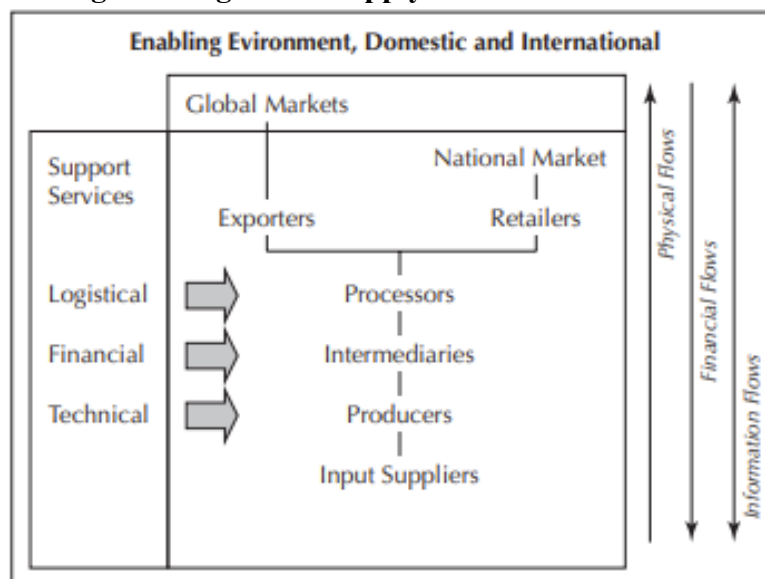 Enabling Evironment, Domestic and International
Global Markets
National Market
Support
Services
Exporters
Retailers
Logistical
Processors
Financial
Intermediaries
Technical
Producers
Input Suppliers
Physical Flows
Financial Flows
Information Flows